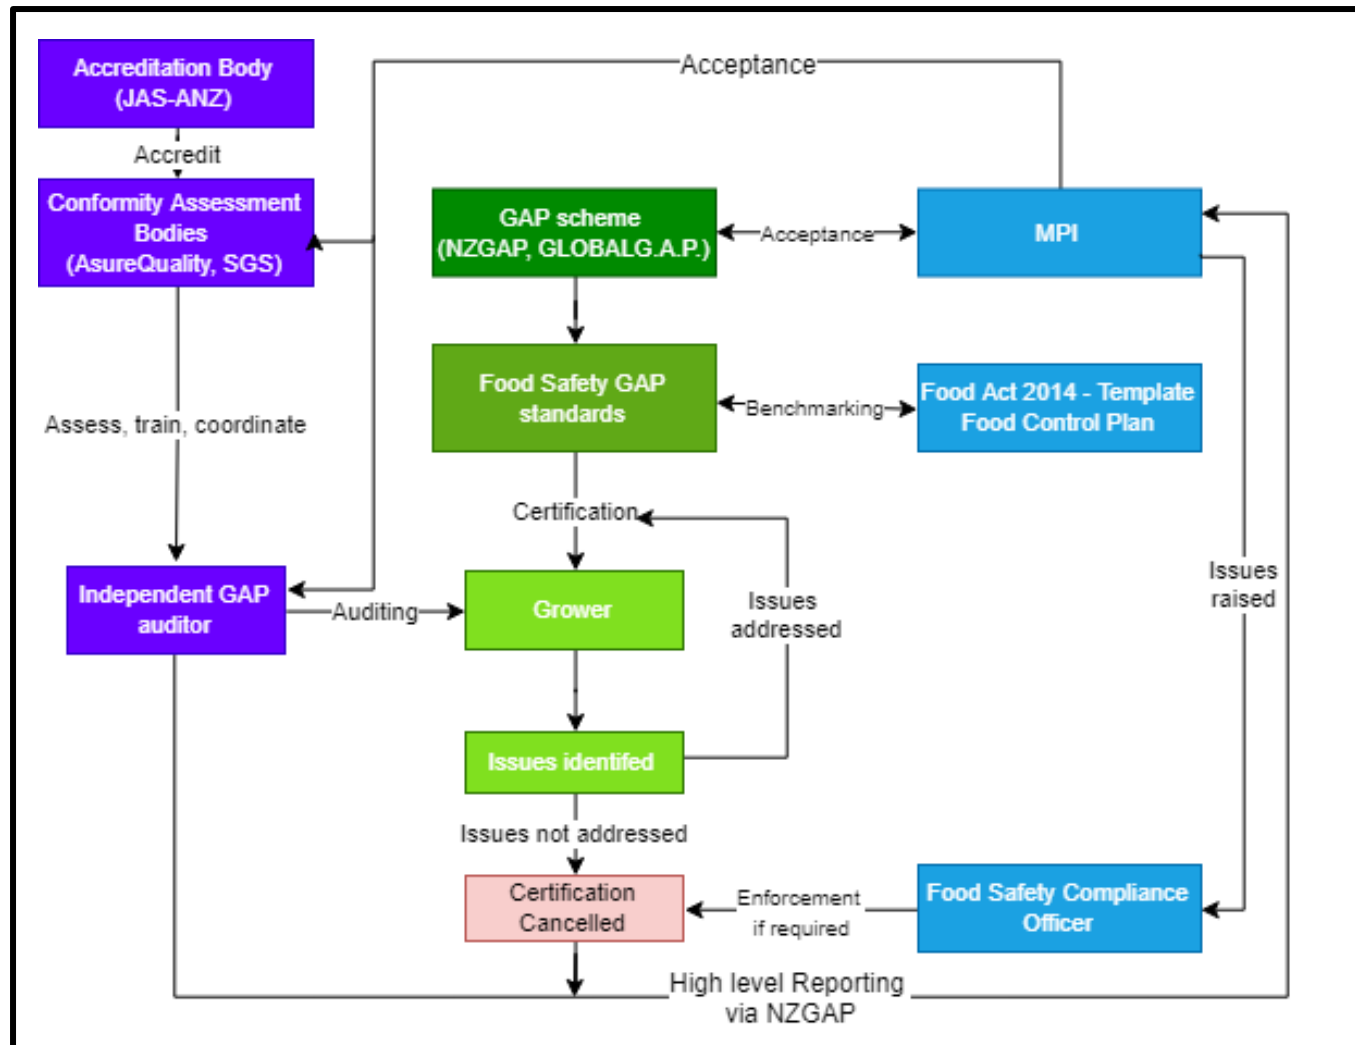 Accreditation Body
(JAS-ANZ)
Acceptance
Accredit
Conformity Assessment
Bodies
(AsureQuality, SGS)
GAP scheme
(NZGAP, GLOBALG.A.P.)
Acceptance
MPI
Food Safety GAP
standards
Benchmarking
Food Act 2014 - Template
Food Control Plan
Assess, train, coordinate
Certification
Independent GAP
auditor
Auditing
Grower
Issues
addressed
Issues
raised
Issues identifed
Issues not addressed
Certification
Cancelled
Enforcement
if required
Food Safety Compliance
Officer
High level Reporting
via NZGAP